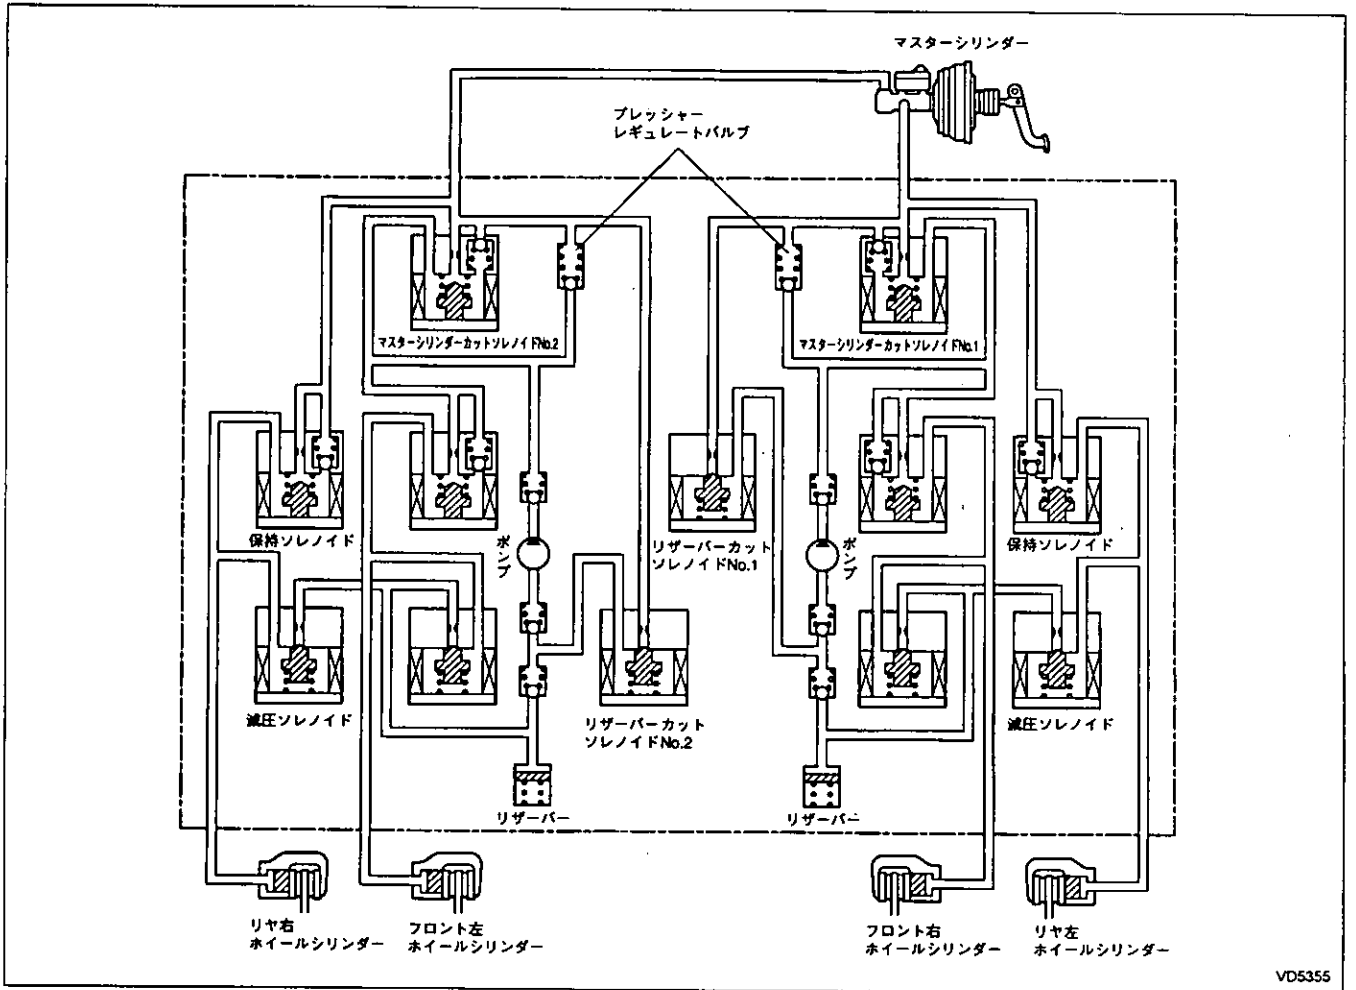 マスターシリンダー
プレッシャー
レギュレートバルブ
マスターシリンダーカットソレノイドNo.2
マスターシリンダーカットソレノイドNo.1
保持ソレノイド
ポンプ
リザーバーカット
ソレノイドNo.1
ポンプ
保持ソレノイド
減圧ソレノイド
リザーバーカット
ソレノイドNo.2
減圧ソレノイド
リザーバー
リザーバー
リヤ右
ホイールシリンダー
フロント左
ホイールシリンダー
フロント右
ホイールシリンダー
リヤ左
ホイールシリンダー
VD5355